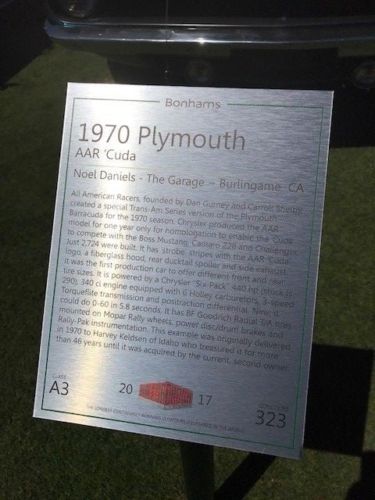 Bonhams
1970 Plymouth
AAR 'Cuda
Noel Daniels - The Garage ~ Burlingame CA
All American Racers, founded by Dan Gurney and Carroll Shelby,
created a special Trans-Am Series version of the Plymouth
Barracuda for the 1970 season. Chrysler produced the AAR
model for one year only for homologation to enable the 'Cuda
to compete with the Boss Mustang, Camaro Z28 and Challenger.
Just 2,724 were built. It has strobe stripes with the AAR 'Cuda
logo, a fiberglass hood, rear ducktail spoiler and side exhaust.
It was the first production car to offer different front and rear
tire sizes. It is powered by a Chrysler "Six Pack"
290), 340 ci engine equipped with 6 Holley carburetors, 3-speed
Torqueflite transmission and positraction differential. Nine, it
could do 0-60 in 5.8 seconds. It has BF Goodrich Radial T/A tires
mounted on Mopar Rally wheels, power disc/drum brakes and
Rally-Pak instrumentation. This example was originally delivered
in 1970 to Harvey Keldsen of Idaho who treasured it for more
than 46 years until it was acquired by the current, second owner.
CLASS
A3
20 17
323